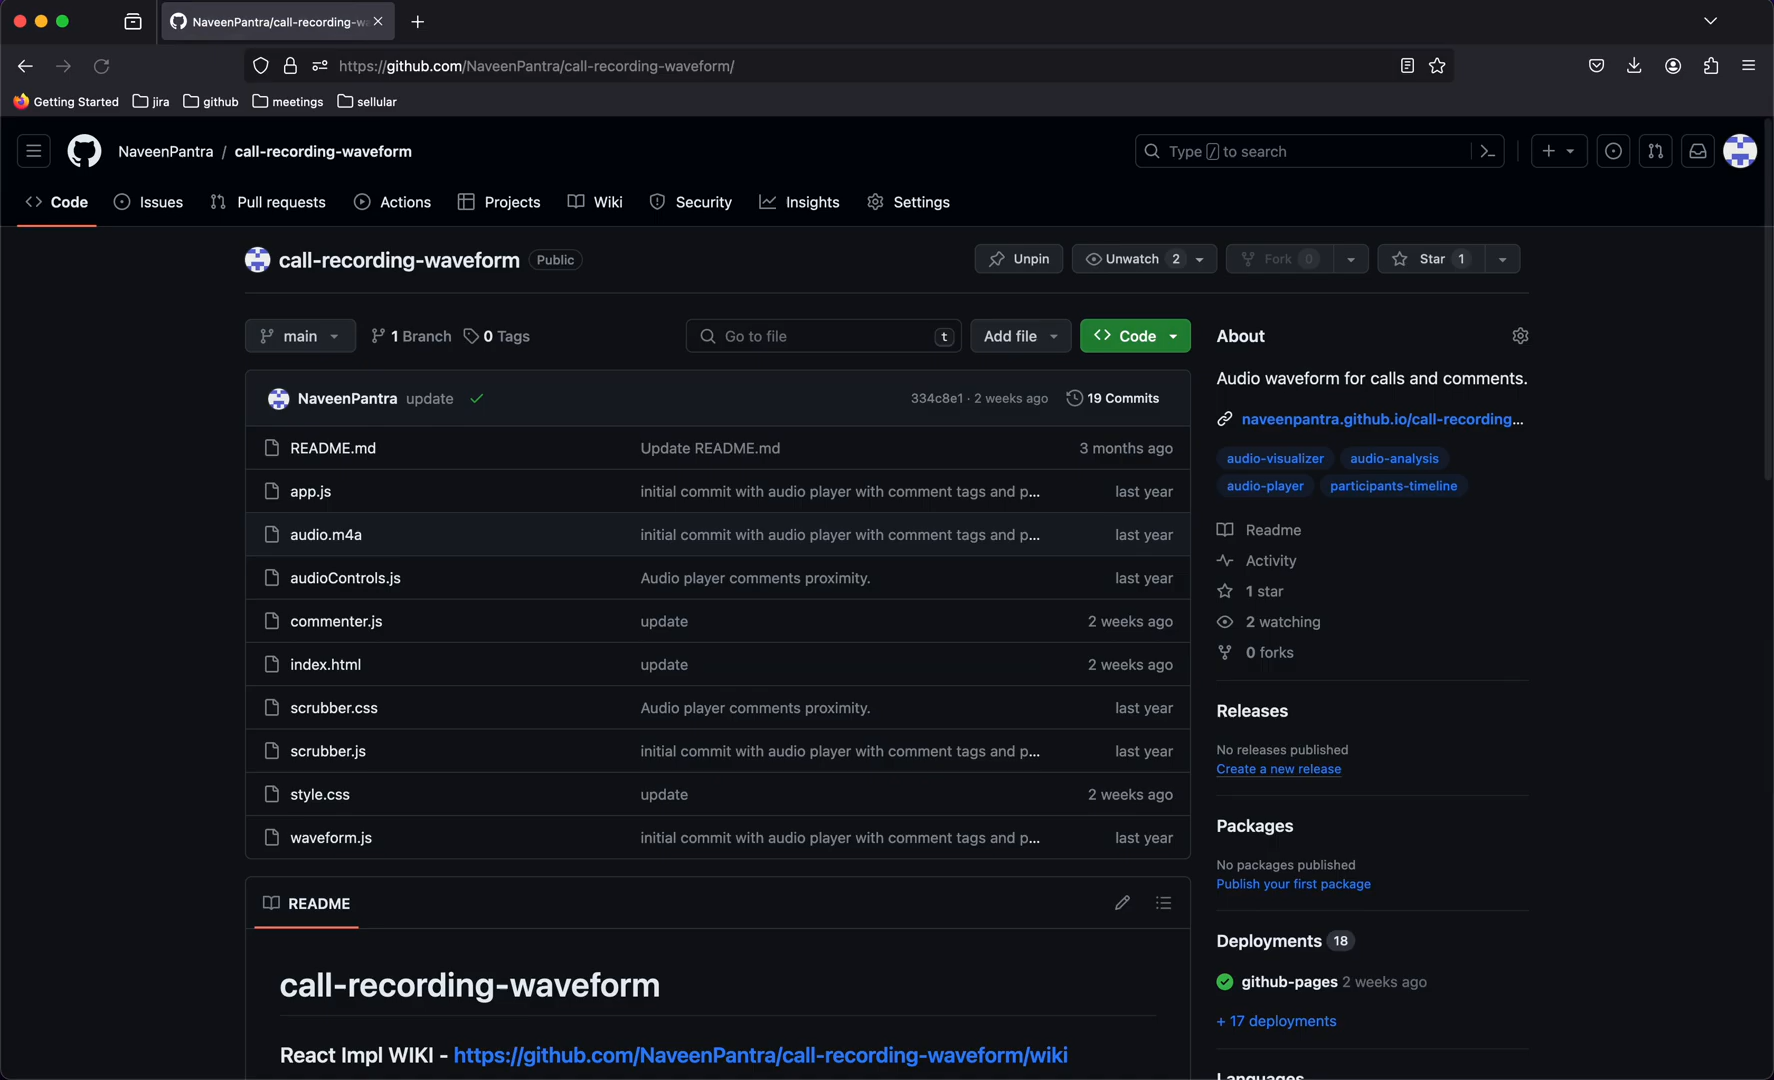 NaveenPantra/call-recording-w
https://github.com/NaveenPantra/call-recording-waveform/
Getting Started jira github meetings sellular
NaveenPantra / call-recording-waveform
Type / to search
Code Issues Pull requests Actions Projects Wiki Security Insights Settings
call-recording-waveform Public
Unpin Unwatch 2 Fork 0 Star 1
main 1 Branch 0 Tags
Go to file t Add file Code
NaveenPantra update 334c8e1 · 2 weeks ago 19 Commits
README.md Update README.md 3 months ago
app.js initial commit with audio player with comment tags and p... last year
audio.m4a initial commit with audio player with comment tags and p... last year
audioControls.js Audio player comments proximity. last year
commenter.js update 2 weeks ago
index.html update 2 weeks ago
scrubber.css Audio player comments proximity. last year
scrubber.js initial commit with audio player with comment tags and p... last year
style.css update 2 weeks ago
waveform.js initial commit with audio player with comment tags and p... last year
README
call-recording-waveform
React Impl WIKI - https://github.com/NaveenPantra/call-recording-waveform/wiki
About
Audio waveform for calls and comments.
naveenpantra.github.io/call-recording...
audio-visualizer audio-analysis
audio-player participants-timeline
Readme
Activity
1 star
2 watching
0 forks
Releases
No releases published
Create a new release
Packages
No packages published
Publish your first package
Deployments 18
github-pages 2 weeks ago
+ 17 deployments
Languages